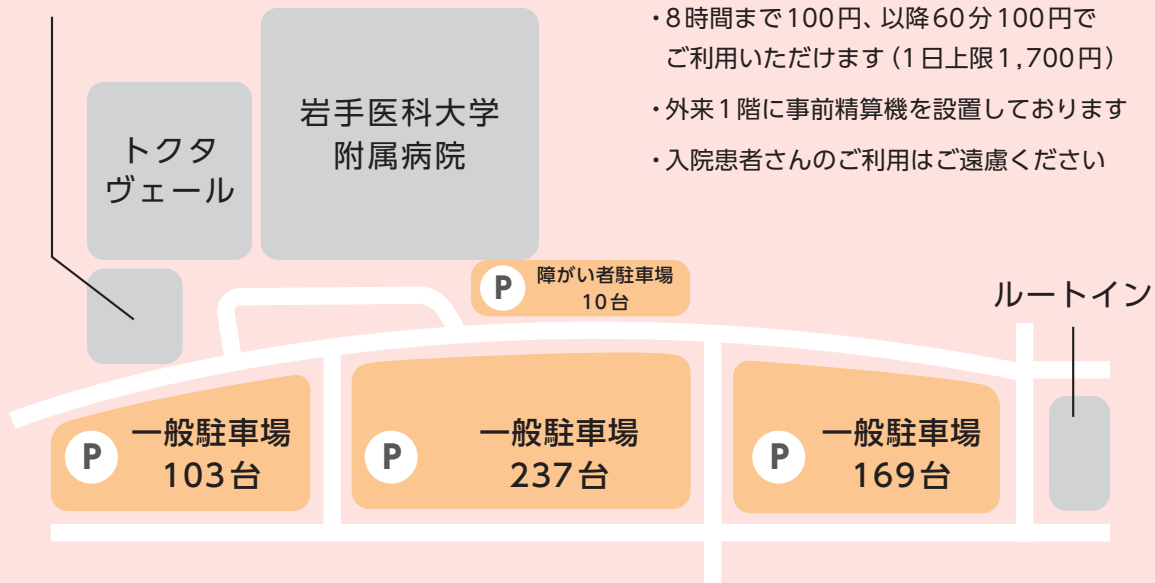 ・8時間まで100円、以降60分100円で
ご利用いただけます（1日上限1,700円）
・外来1階に事前精算機を設置しております
・入院患者さんのご利用はご遠慮ください
岩手医科大学
附属病院
トクタ
ヴェール
P
障がい者駐車場
10台
ルートイン
P
一般駐車場
103台
P
一般駐車場
237台
P
一般駐車場
169台